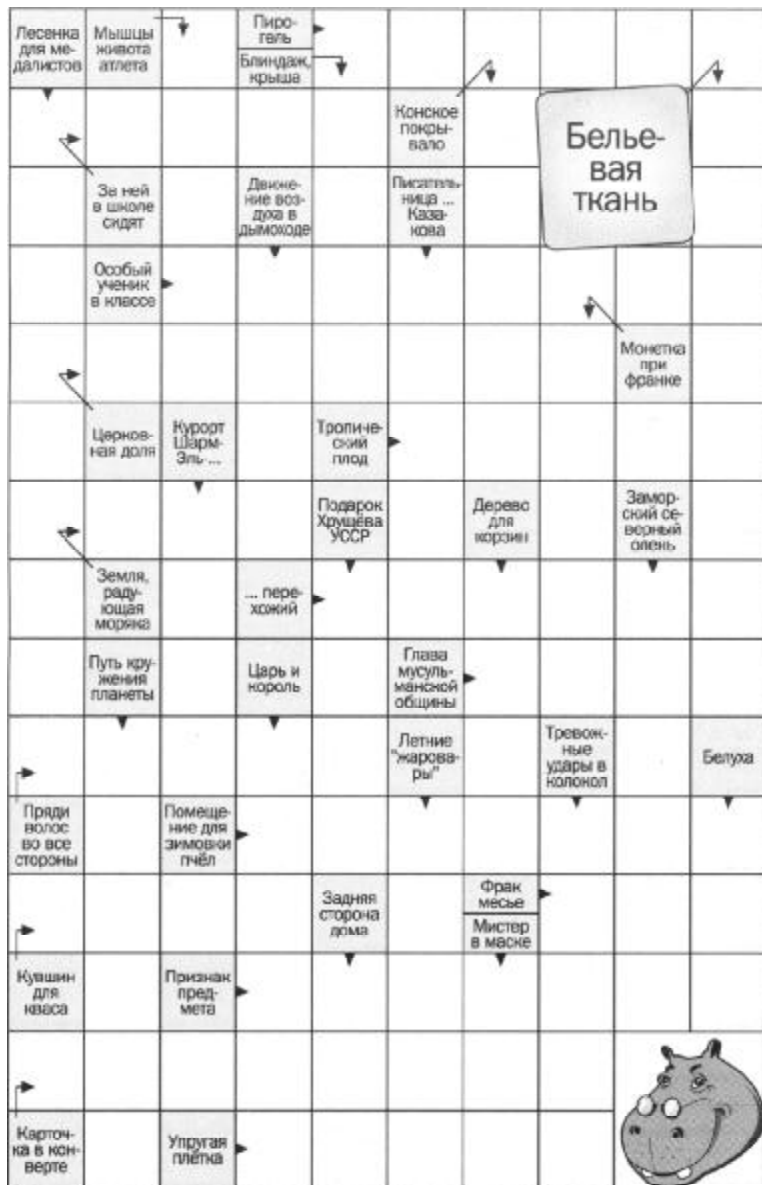 Лесенка
для ме-
далистов
Мышцы
живота
атлета
Пиро-
гель
Блиндаж,
крыша
Конское
покры-
вало
Белье-
вая
ткань
За ней
в школе
сидят
Движе-
ние воз-
духа в
дымоходе
Писатель-
ница ...
Каза-
кова
Особый
ученик
в классе
Монетка
при
франке
Церков-
ная доля
Курорт
Шарм-
Эль-...
Тропиче-
ский
плод
Подарок
Хрущёва
УССР
Дерево
для
корзин
Замор-
ский се-
верный
олень
Земля,
раду-
ющая
моряка
... пере-
хожий
Путь кру-
жения
планеты
Царь и
король
Глава
мусуль-
манской
общины
Летние
"жарова-
ры"
Тревож-
ные
удары в
колокол
Белуха
Пряди
волос
во все
стороны
Помеще-
ние для
зимовки
пчёл
Задняя
сторона
дома
Фрак
месье
Мистер
в маске
Кувшин
для
кваса
Признак
пред-
мета
Карточ-
ка в кон-
верте
Упругая
плётка